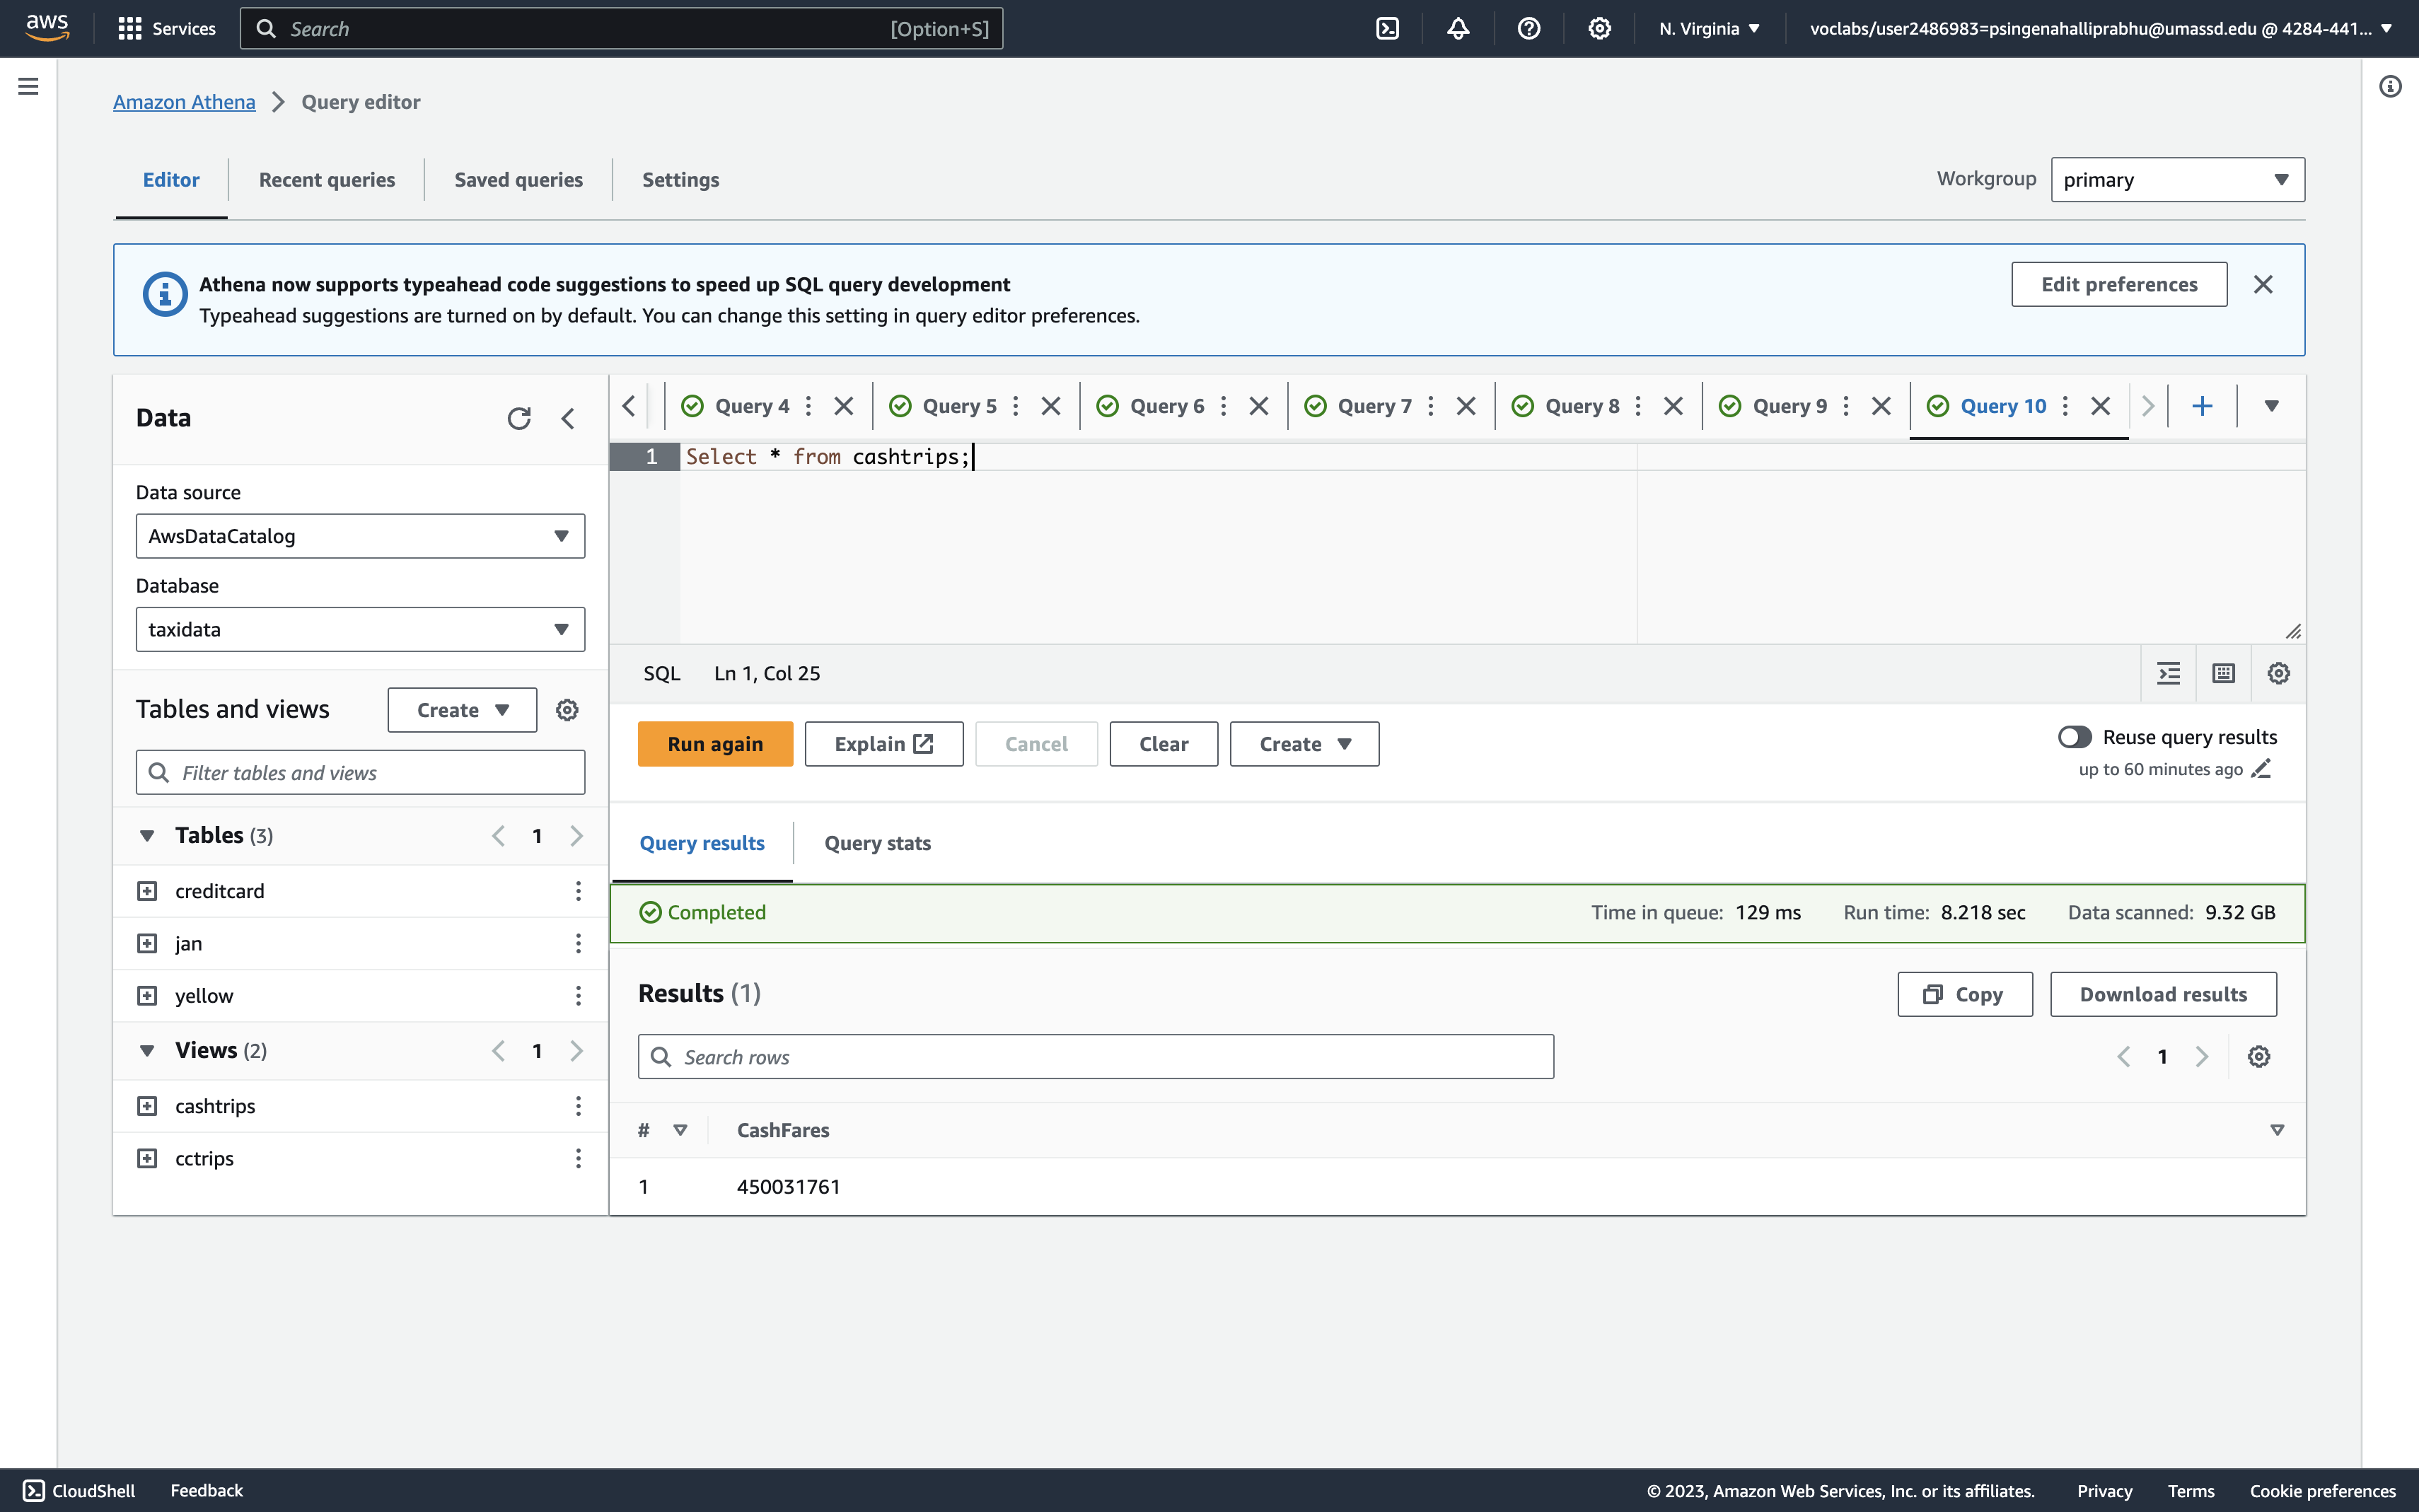 aws Services Search [Option+S] N. Virginia voclabs/user2486983=psingenahalliprabhu@umassd.edu @ 4284-441...
Amazon Athena Query editor
Editor Recent queries Saved queries Settings Workgroup primary
Athena now supports typeahead code suggestions to speed up SQL query development
Typeahead suggestions are turned on by default. You can change this setting in query editor preferences.
Edit preferences
Data
Data source
AwsDataCatalog
Database
taxidata
Tables and views Create
Filter tables and views
Tables (3) 1
creditcard
jan
yellow
Views (2) 1
cashtrips
cctrips
Query 4 Query 5 Query 6 Query 7 Query 8 Query 9 Query 10
1 Select * from cashtrips;
SQL Ln 1, Col 25
Run again Explain Cancel Clear Create
Reuse query results
up to 60 minutes ago
Query results Query stats
Completed Time in queue: 129 ms Run time: 8.218 sec Data scanned: 9.32 GB
Results (1) Copy Download results
Search rows 1
# CashFares
1 450031761
CloudShell Feedback © 2023, Amazon Web Services, Inc. or its affiliates. Privacy Terms Cookie preferences